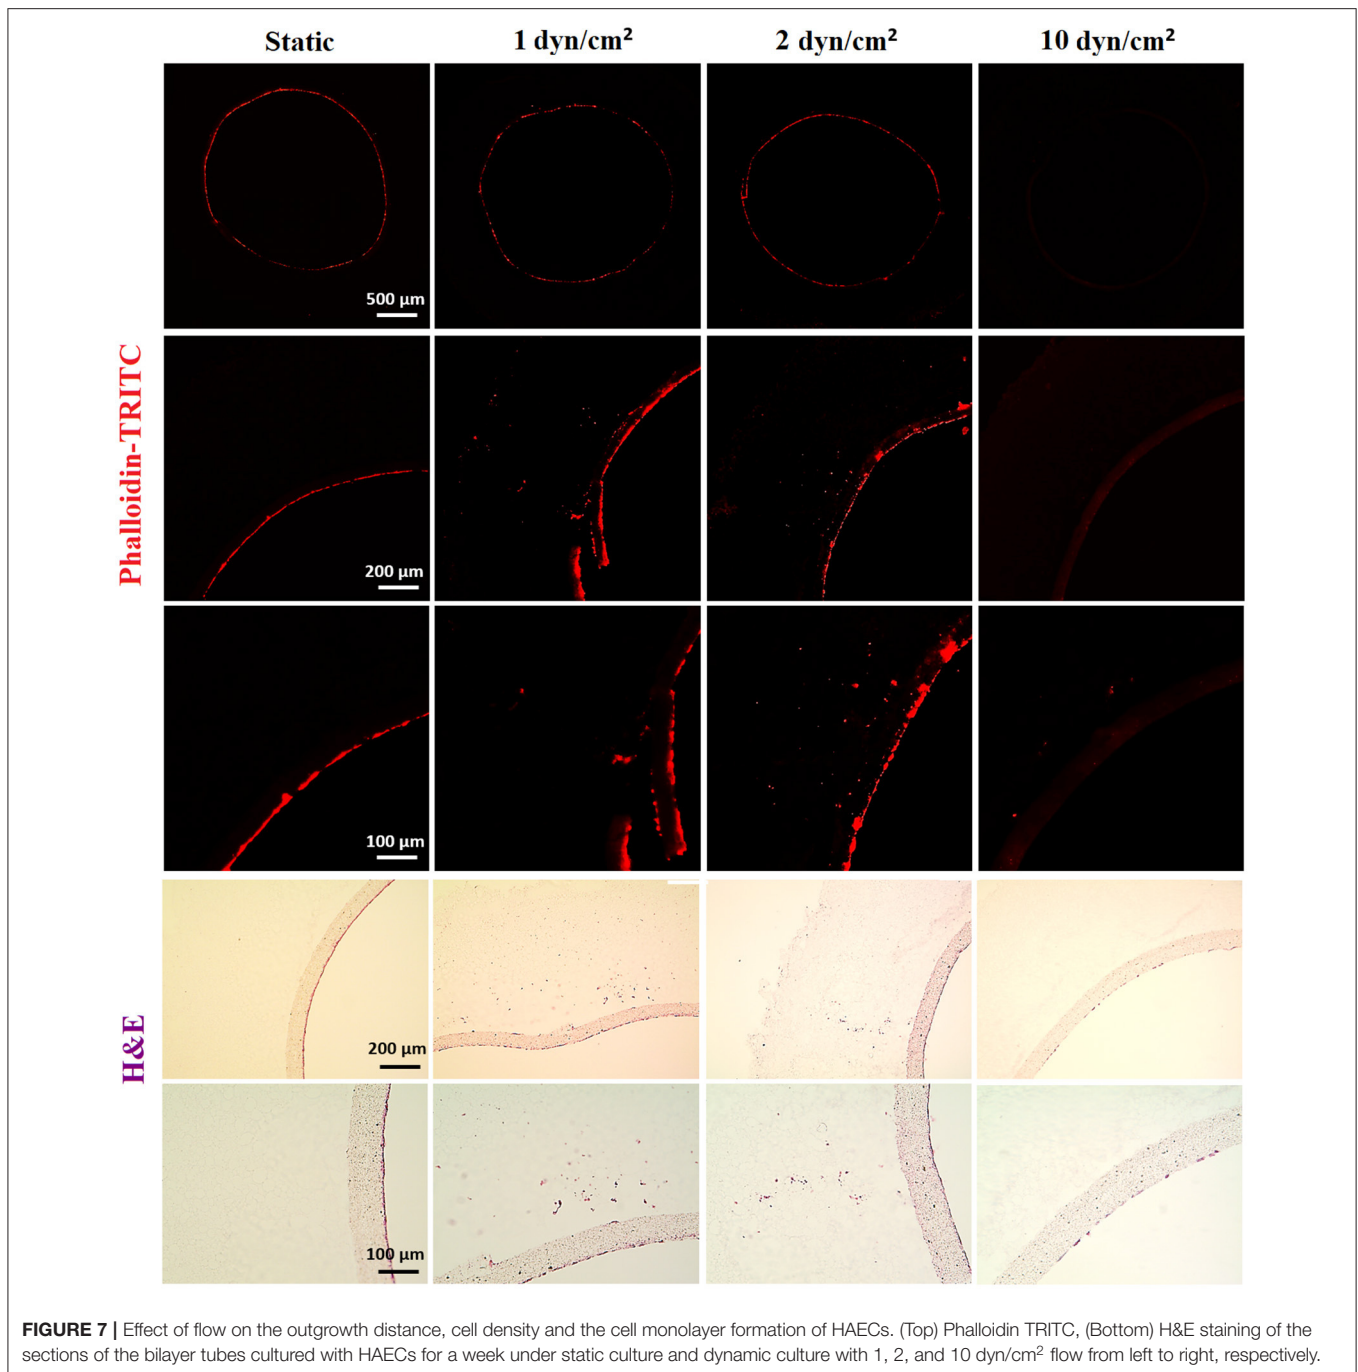 Static 1 dyn/cm² 2 dyn/cm² 10 dyn/cm²
Phalloidin-TRITC
500 µm
200 µm
100 µm
H&E
200 µm
100 µm
FIGURE 7 | Effect of flow on the outgrowth distance, cell density and the cell monolayer formation of HAECs. (Top) Phalloidin TRITC, (Bottom) H&E staining of the
sections of the bilayer tubes cultured with HAECs for a week under static culture and dynamic culture with 1, 2, and 10 dyn/cm² flow from left to right, respectively.